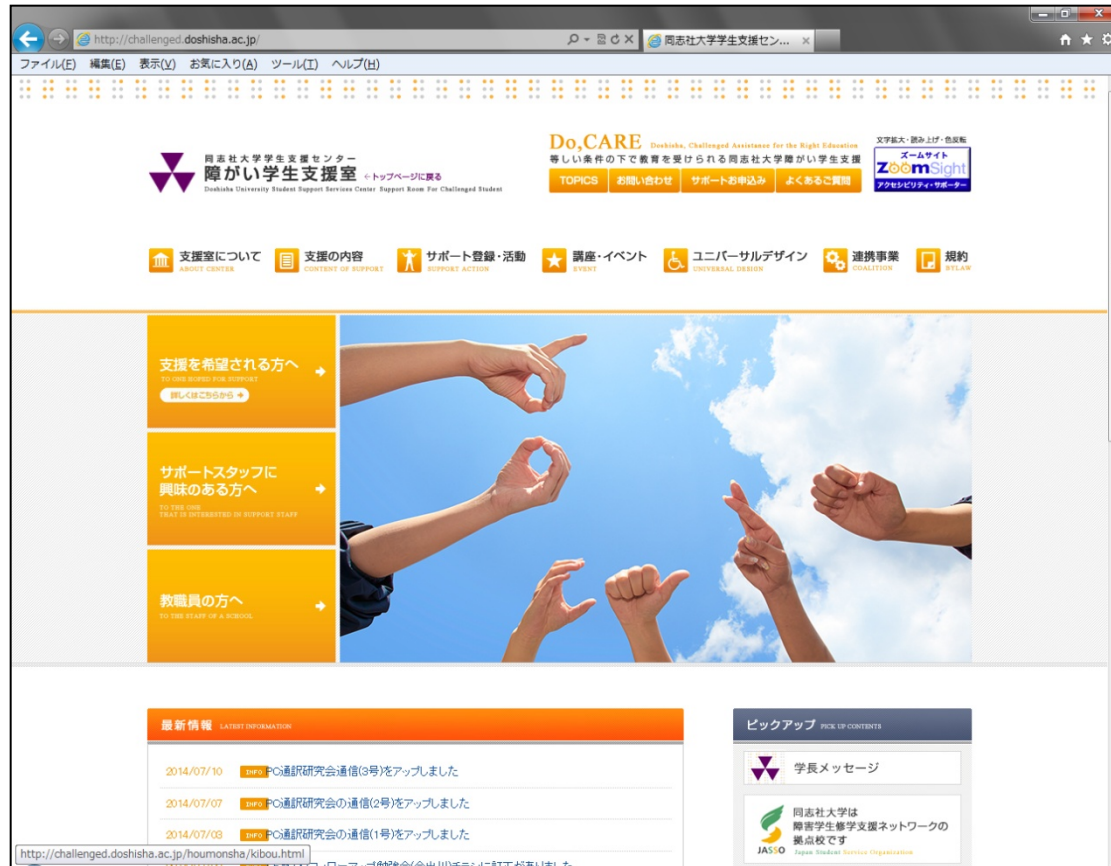 http://challenged.doshisha.ac.jp/
同志社大学学生支援セン...
ファイル(F) 編集(E) 表示(V) お気に入り(A) ツール(T) ヘルプ(H)
同志社大学学生支援センター
障がい学生支援室 ←トップページに戻る
Doshisha University Student Support Services Center Support Room For Challenged Student
Do,CARE Doshisha, Challenged Assistance for the Right Education
等しい条件の下で教育を受けられる同志社大学障がい学生支援
TOPICS お問い合わせ サポートお申込み よくあるご質問
文字拡大・読み上げ・色反転
ズームサイト
ZoomSight
アクセシビリティ・サポーター
支援室について
ABOUT CENTER
支援の内容
CONTENT OF SUPPORT
サポート登録・活動
SUPPORT ACTION
講座・イベント
EVENT
ユニバーサルデザイン
UNIVERSAL DESIGN
連携事業
COALITION
規約
BYLAW
支援を希望される方へ
TO ONE HOPED FOR SUPPORT
詳しくはこちらから
サポートスタッフに
興味のある方へ
TO THE ONE
THAT IS INTERESTED IN SUPPORT STAFF
教職員の方へ
TO THE STAFF OF A SCHOOL
最新情報 LATEST INFORMATION
2014/07/10 INFO PC通訳研究会通信(3号)をアップしました
2014/07/07 INFO PC通訳研究会の通信(2号)をアップしました
2014/07/03 INFO PC通訳研究会の通信(1号)をアップしました
http://challenged.doshisha.ac.jp/houmonsha/kibou.html
ピックアップ PICK UP CONTENTS
学長メッセージ
同志社大学は
障害学生修学支援ネットワークの
拠点校です
JASSO Japan Student Service Organization